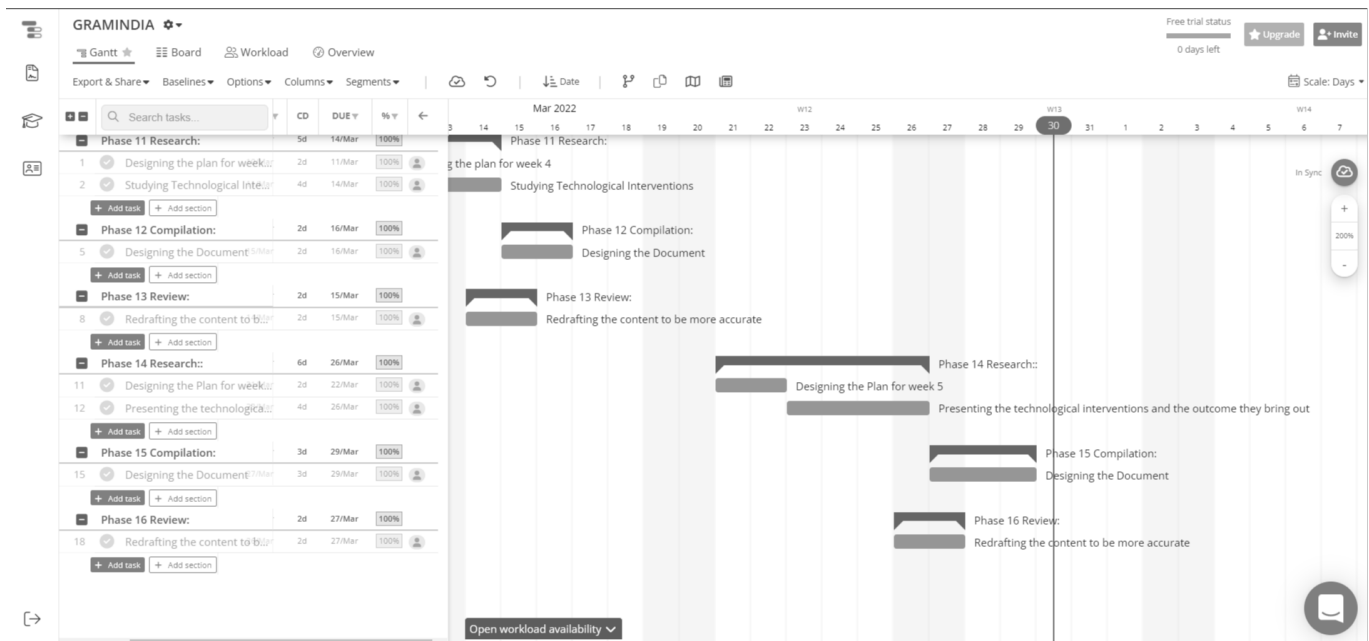 GRAMINDIA
Free trial status
0 days left
Upgrade
Invite
Gantt
Board
Workload
Overview
Export & Share
Baselines
Options
Columns
Segments
Date
Scale: Days
Search tasks...
CD
DUE
%
Mar 2022
W12
W13
W14
3 14 15 16 17 18 19 20 21 22 23 24 25 26 27 28 29 30 31 1 2 3 4 5 6 7
Phase 11 Research: 5d 14/Mar 100% Phase 11 Research:
1 Designing the plan for week... 2d 11/Mar 100% g the plan for week 4
In Sync
2 Studying Technological Inte... 4d 14/Mar 100% Studying Technological Interventions
+ Add task + Add section
Phase 12 Compilation: 2d 16/Mar 100% Phase 12 Compilation:
200%
5 Designing the Document 15/Mar 2d 16/Mar 100% Designing the Document
+ Add task + Add section
Phase 13 Review: 2d 15/Mar 100% Phase 13 Review:
8 Redrafting the content to b... 2d 15/Mar 100% Redrafting the content to be more accurate
+ Add task + Add section
Phase 14 Research:: 6d 26/Mar 100% Phase 14 Research::
11 Designing the Plan for week... 2d 22/Mar 100% Designing the Plan for week 5
12 Presenting the technologica... 4d 26/Mar 100% Presenting the technological interventions and the outcome they bring out
+ Add task + Add section
Phase 15 Compilation: 3d 29/Mar 100% Phase 15 Compilation:
15 Designing the Document 27/Mar 3d 29/Mar 100% Designing the Document
+ Add task + Add section
Phase 16 Review: 2d 27/Mar 100% Phase 16 Review:
18 Redrafting the content to b... 2d 27/Mar 100% Redrafting the content to be more accurate
+ Add task + Add section
Open workload availability